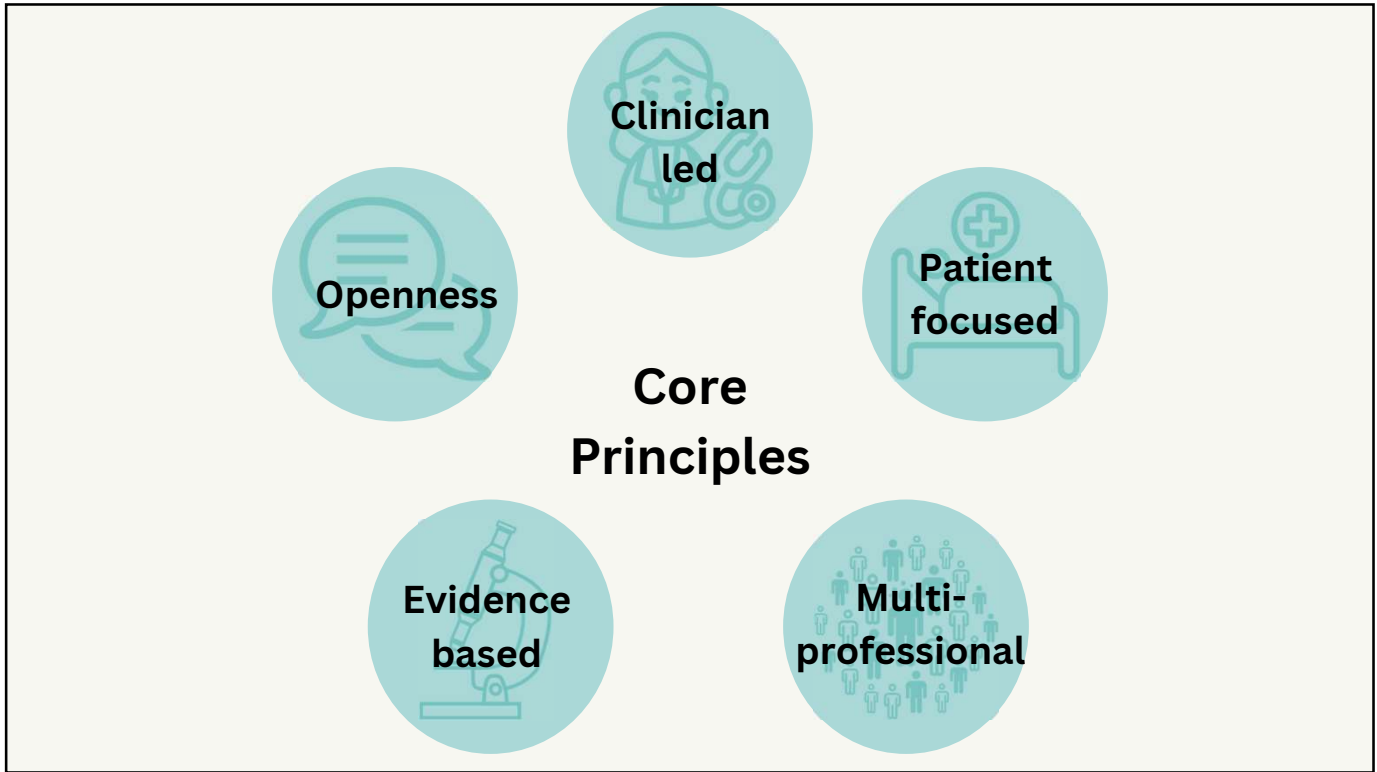 Clinician
led
Openness
Patient
focused
Core
Principles
Evidence
based
Multi-
professional